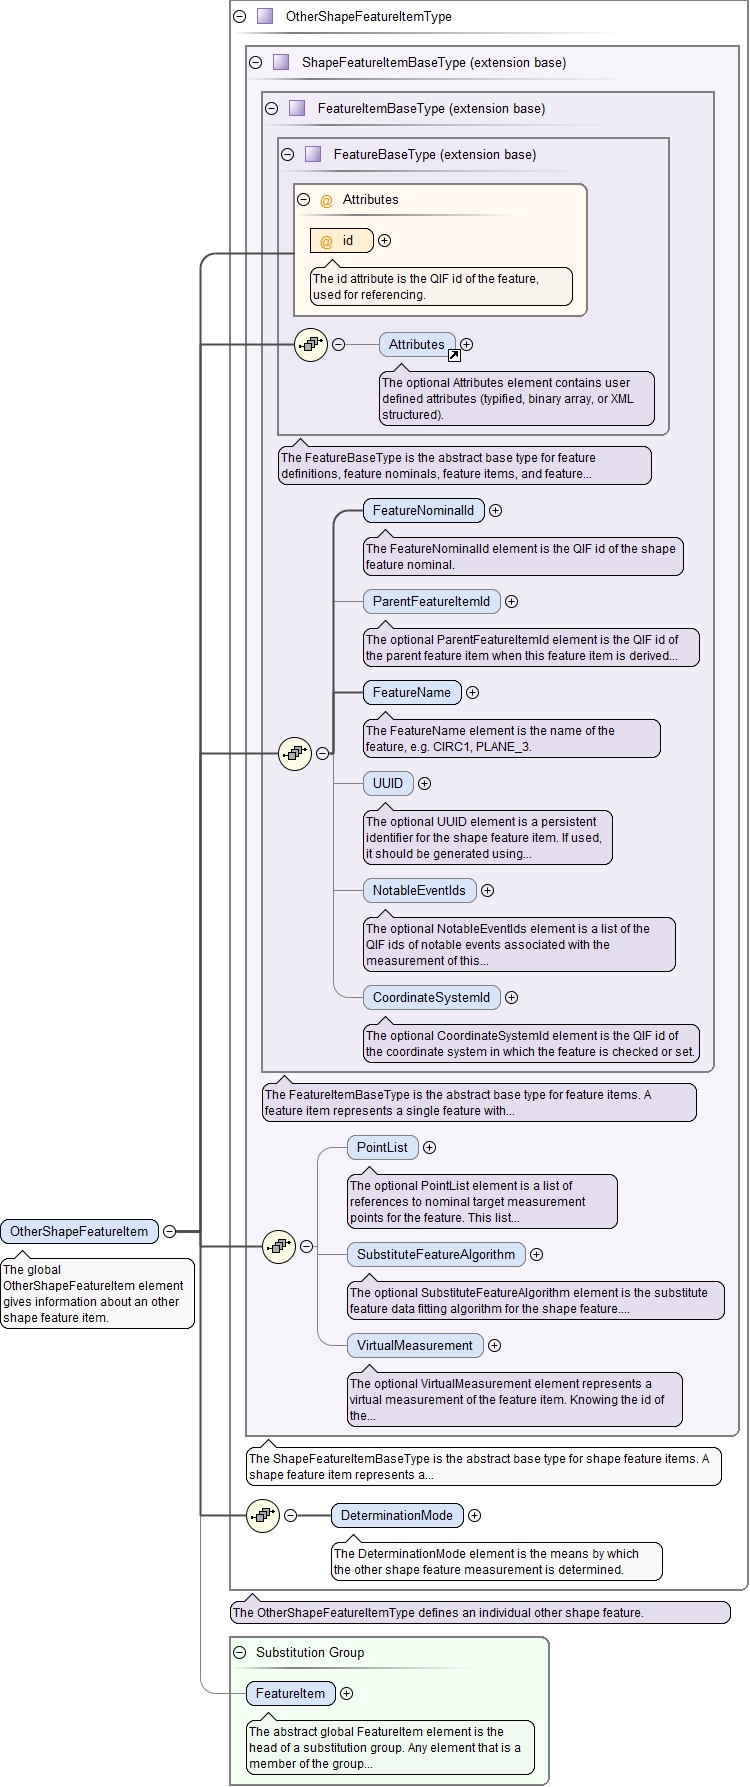 OtherShapeFeatureItemType
ShapeFeatureItemBaseType (extension base)
FeatureItemBaseType (extension base)
FeatureBaseType (extension base)
@ Attributes
@ id
The id attribute is the QIF id of the feature,
used for referencing.
Attributes
The optional Attributes element contains user
defined attributes (typified, binary array, or XML
structured).
The FeatureBaseType is the abstract base type for feature
definitions, feature nominals, feature items, and feature...
FeatureNominalId
The FeatureNominalId element is the QIF id of the shape
feature nominal.
ParentFeatureItemId
The optional ParentFeatureItemId element is the QIF id of
the parent feature item when this feature item is derived...
FeatureName
The FeatureName element is the name of the
feature, e.g. CIRC1, PLANE_3.
UUID
The optional UUID element is a persistent
identifier for the shape feature item. If used,
it should be generated using...
NotableEventIds
The optional NotableEventIds element is a list of the
QIF ids of notable events associated with the
measurement of this...
CoordinateSystemId
The optional CoordinateSystemId element is the QIF id of
the coordinate system in which the feature is checked or set.
The FeatureItemBaseType is the abstract base type for feature items. A
feature item represents a single feature with...
PointList
The optional PointList element is a list of
references to nominal target measurement
points for the feature. This list...
OtherShapeFeatureItem
The global
OtherShapeFeatureItem element
gives information about an other
shape feature item.
SubstituteFeatureAlgorithm
The optional SubstituteFeatureAlgorithm element is the substitute
feature data fitting algorithm for the shape feature....
VirtualMeasurement
The optional VirtualMeasurement element represents a
virtual measurement of the feature item. Knowing the id of
the...
The ShapeFeatureItemBaseType is the abstract base type for shape feature items. A
shape feature item represents a...
DeterminationMode
The DeterminationMode element is the means by which
the other shape feature measurement is determined.
The OtherShapeFeatureItemType defines an individual other shape feature.
Substitution Group
FeatureItem
The abstract global FeatureItem element is the
head of a substitution group. Any element that is a
member of the group...